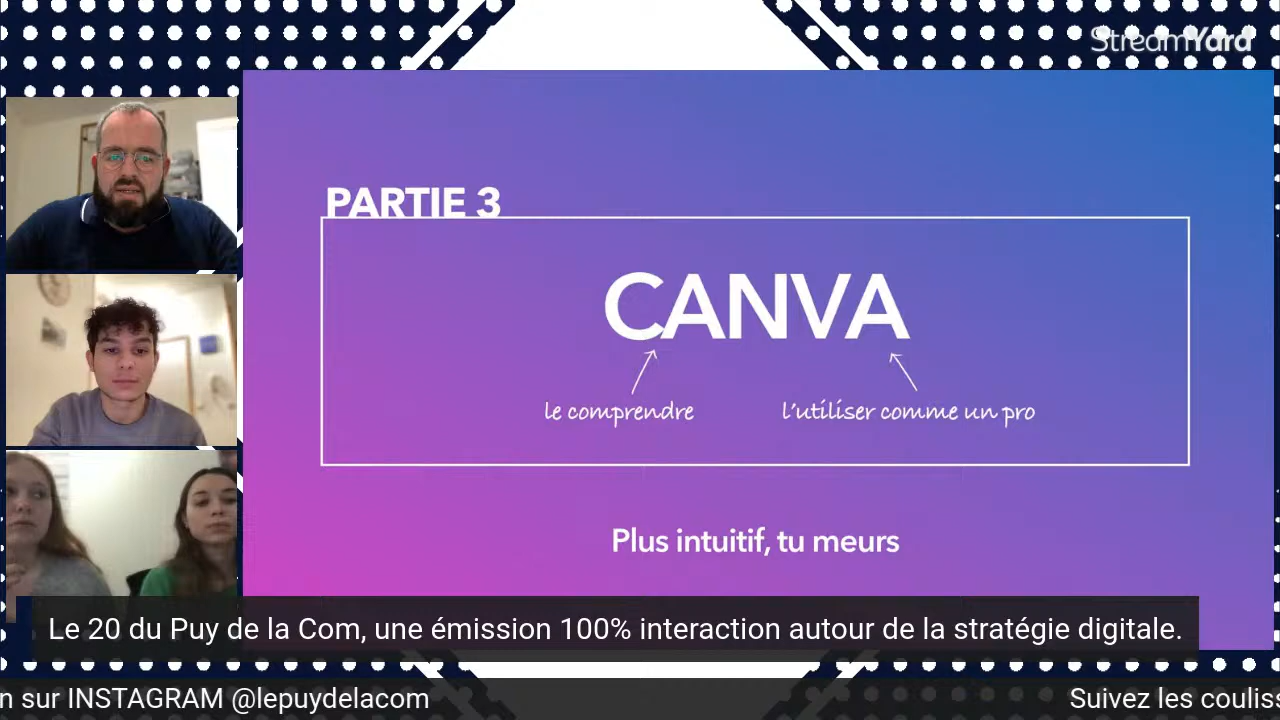 StreamYard
PARTIE 3
CANVA
le comprendre
l'utiliser comme un pro
Plus intuitif, tu meurs
Le 20 du Puy de la Com, une émission 100% interaction autour de la stratégie digitale.
n sur INSTAGRAM @lepuydelacom
Suivez les couliss